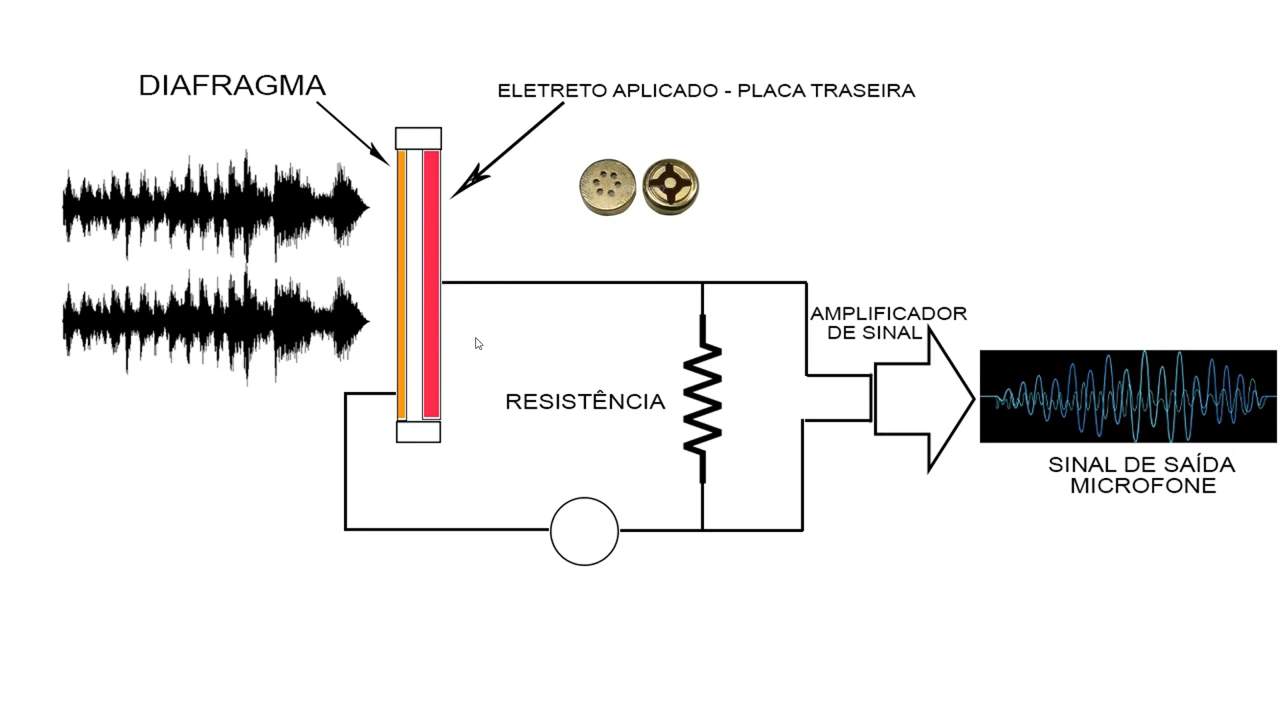 DIAFRAGMA
ELETRETO APLICADO - PLACA TRASEIRA
AMPLIFICADOR
DE SINAL
RESISTÊNCIA
SINAL DE SAÍDA
MICROFONE